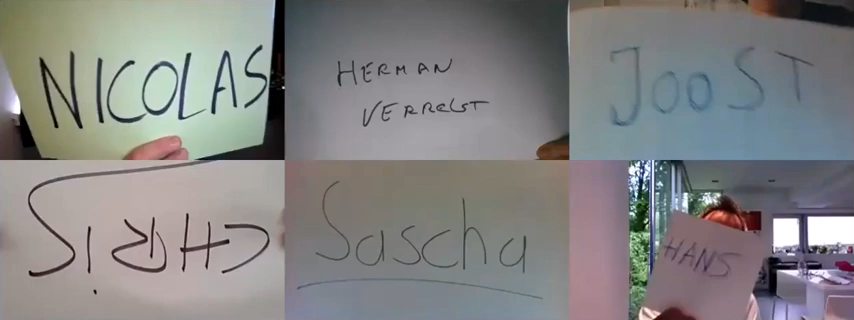 NICOLAS
HERMAN
VERRELST
JOOST
CHRIS
Sascha
HANS